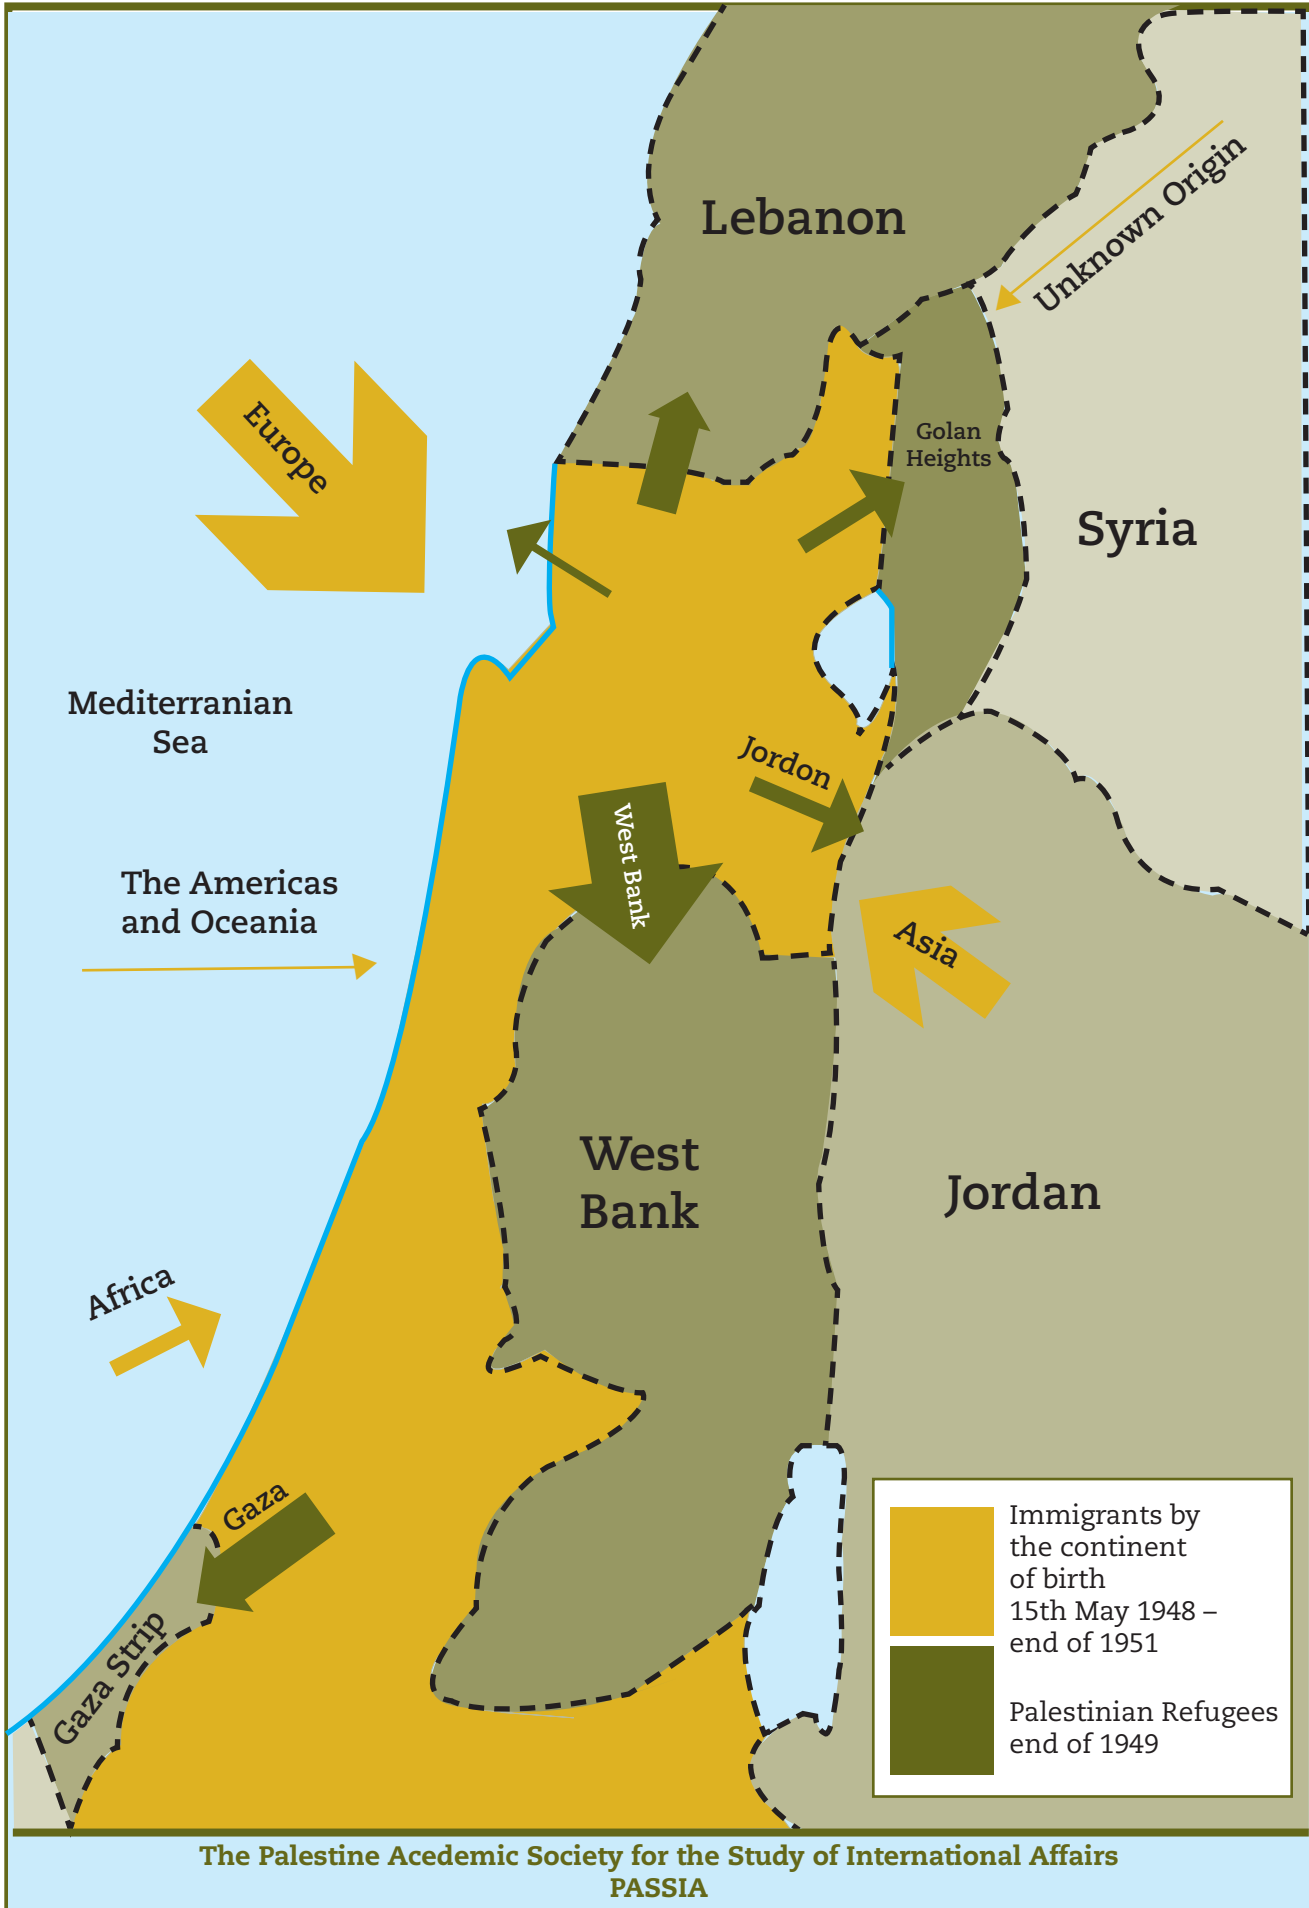 Lebanon
Unknown Origin
Europe
Golan
Heights
Syria
Mediterranian
Sea
Jordon
West Bank
The Americas
and Oceania
Asia
West
Bank
Jordan
Africa
Gaza
Gaza Strip
Immigrants by
the continent
of birth
15th May 1948 –
end of 1951
Palestinian Refugees
end of 1949
The Palestine Acedemic Society for the Study of International Affairs
PASSIA